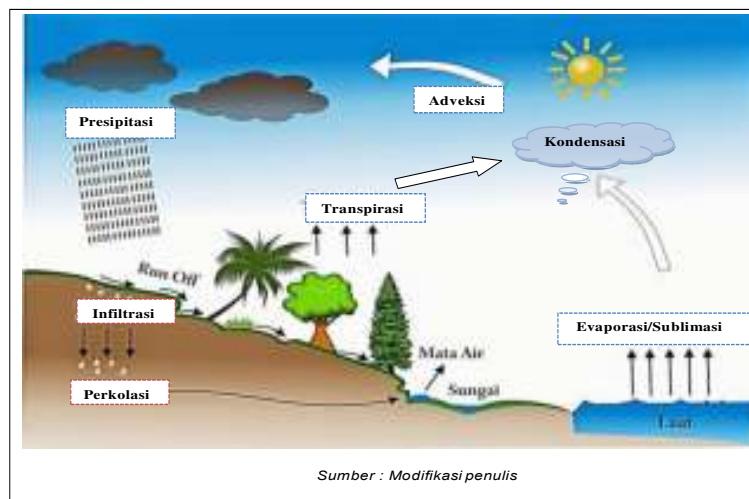 Adveksi
Presipitasi
Kondensasi
Transpirasi
Run Off
Infiltrasi
Evaporasi/Sublimasi
Mata Air
Perkolasi
Sungai
Laut
Sumber : Modifikasi penulis